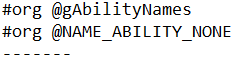 #org @gAbilityNames
#org @NAME_ABILITY_NONE
-------